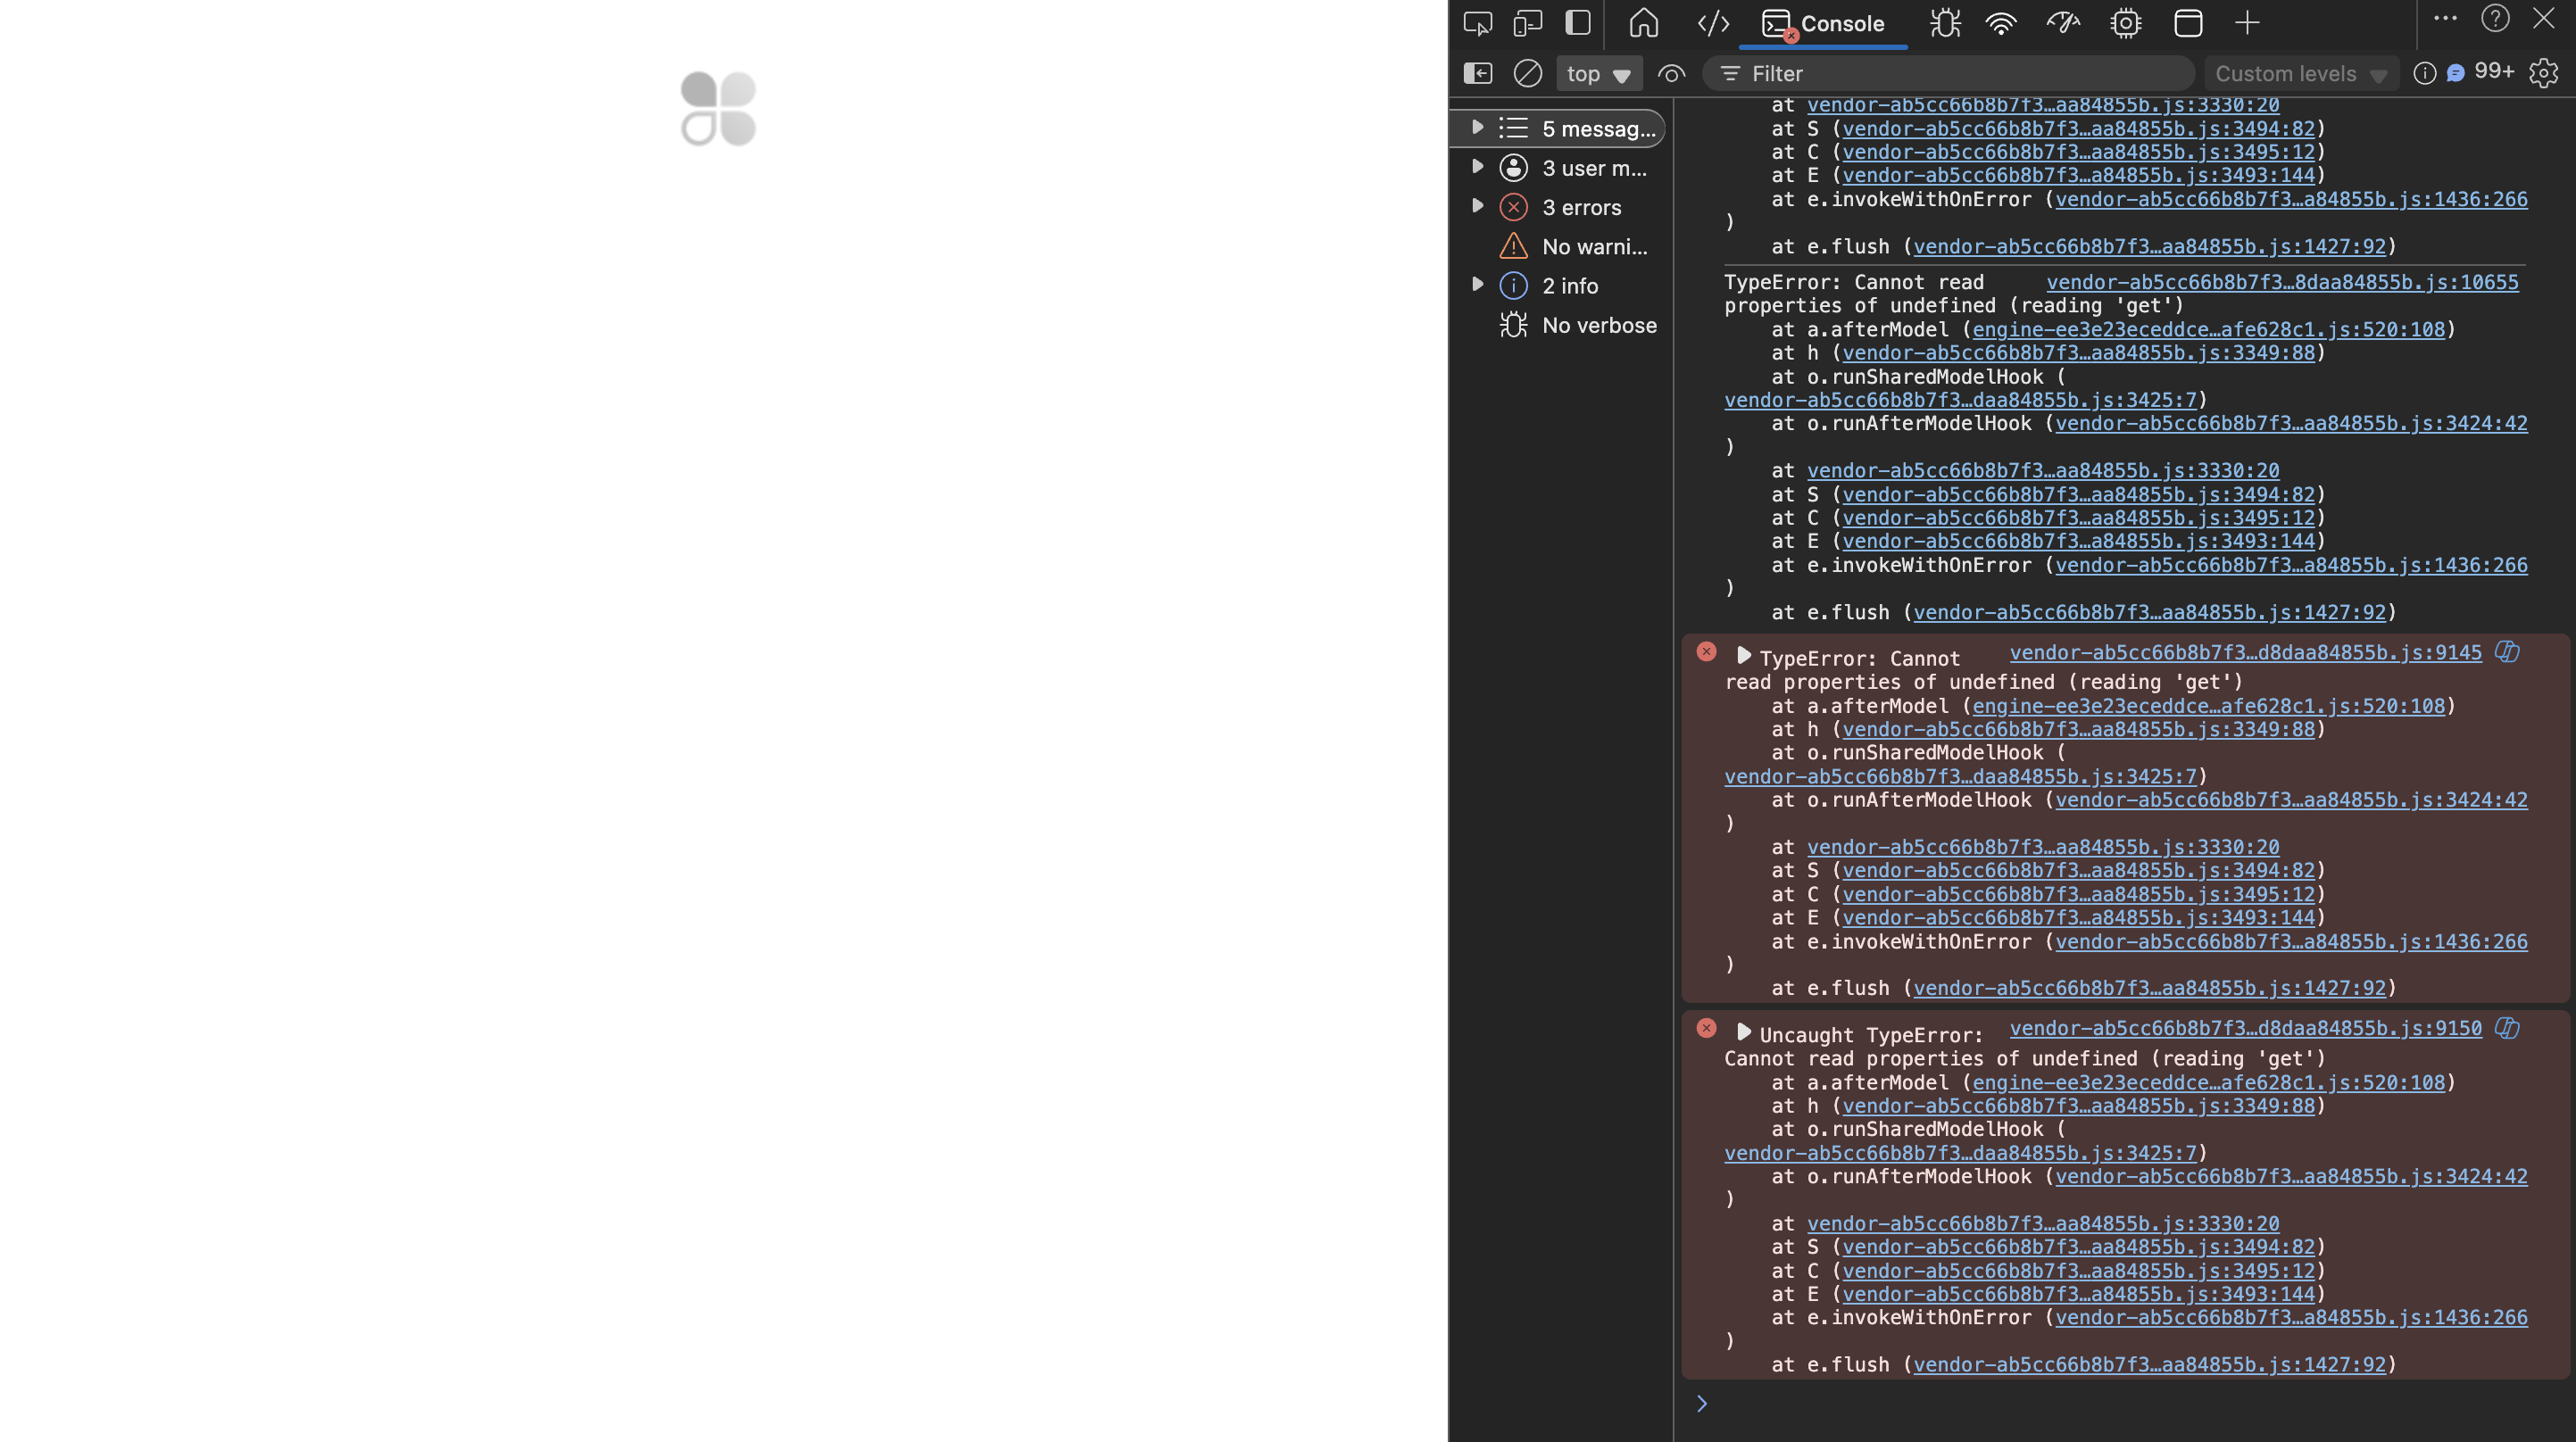 Console
top
Filter
Custom levels
99+
5 messag...
3 user m...
3 errors
No warni...
2 info
No verbose
at vendor-ab5cc66b8b7f3…aa84855b.js:3330:20
at S (vendor-ab5cc66b8b7f3…aa84855b.js:3494:82)
at C (vendor-ab5cc66b8b7f3…aa84855b.js:3495:12)
at E (vendor-ab5cc66b8b7f3…a84855b.js:3493:144)
at e.invokeWithOnError (vendor-ab5cc66b8b7f3…a84855b.js:1436:266
)
at e.flush (vendor-ab5cc66b8b7f3…aa84855b.js:1427:92)
TypeError: Cannot read vendor-ab5cc66b8b7f3…8daa84855b.js:10655
properties of undefined (reading 'get')
at a.afterModel (engine-ee3e23eceddce…afe628c1.js:520:108)
at h (vendor-ab5cc66b8b7f3…aa84855b.js:3349:88)
at o.runSharedModelHook (
vendor-ab5cc66b8b7f3…daa84855b.js:3425:7)
at o.runAfterModelHook (vendor-ab5cc66b8b7f3…aa84855b.js:3424:42
)
at vendor-ab5cc66b8b7f3…aa84855b.js:3330:20
at S (vendor-ab5cc66b8b7f3…aa84855b.js:3494:82)
at C (vendor-ab5cc66b8b7f3…aa84855b.js:3495:12)
at E (vendor-ab5cc66b8b7f3…a84855b.js:3493:144)
at e.invokeWithOnError (vendor-ab5cc66b8b7f3…a84855b.js:1436:266
)
at e.flush (vendor-ab5cc66b8b7f3…aa84855b.js:1427:92)
TypeError: Cannot vendor-ab5cc66b8b7f3…d8daa84855b.js:9145
read properties of undefined (reading 'get')
at a.afterModel (engine-ee3e23eceddce…afe628c1.js:520:108)
at h (vendor-ab5cc66b8b7f3…aa84855b.js:3349:88)
at o.runSharedModelHook (
vendor-ab5cc66b8b7f3…daa84855b.js:3425:7)
at o.runAfterModelHook (vendor-ab5cc66b8b7f3…aa84855b.js:3424:42
)
at vendor-ab5cc66b8b7f3…aa84855b.js:3330:20
at S (vendor-ab5cc66b8b7f3…aa84855b.js:3494:82)
at C (vendor-ab5cc66b8b7f3…aa84855b.js:3495:12)
at E (vendor-ab5cc66b8b7f3…a84855b.js:3493:144)
at e.invokeWithOnError (vendor-ab5cc66b8b7f3…a84855b.js:1436:266
)
at e.flush (vendor-ab5cc66b8b7f3…aa84855b.js:1427:92)
Uncaught TypeError: vendor-ab5cc66b8b7f3…d8daa84855b.js:9150
Cannot read properties of undefined (reading 'get')
at a.afterModel (engine-ee3e23eceddce…afe628c1.js:520:108)
at h (vendor-ab5cc66b8b7f3…aa84855b.js:3349:88)
at o.runSharedModelHook (
vendor-ab5cc66b8b7f3…daa84855b.js:3425:7)
at o.runAfterModelHook (vendor-ab5cc66b8b7f3…aa84855b.js:3424:42
)
at vendor-ab5cc66b8b7f3…aa84855b.js:3330:20
at S (vendor-ab5cc66b8b7f3…aa84855b.js:3494:82)
at C (vendor-ab5cc66b8b7f3…aa84855b.js:3495:12)
at E (vendor-ab5cc66b8b7f3…a84855b.js:3493:144)
at e.invokeWithOnError (vendor-ab5cc66b8b7f3…a84855b.js:1436:266
)
at e.flush (vendor-ab5cc66b8b7f3…aa84855b.js:1427:92)